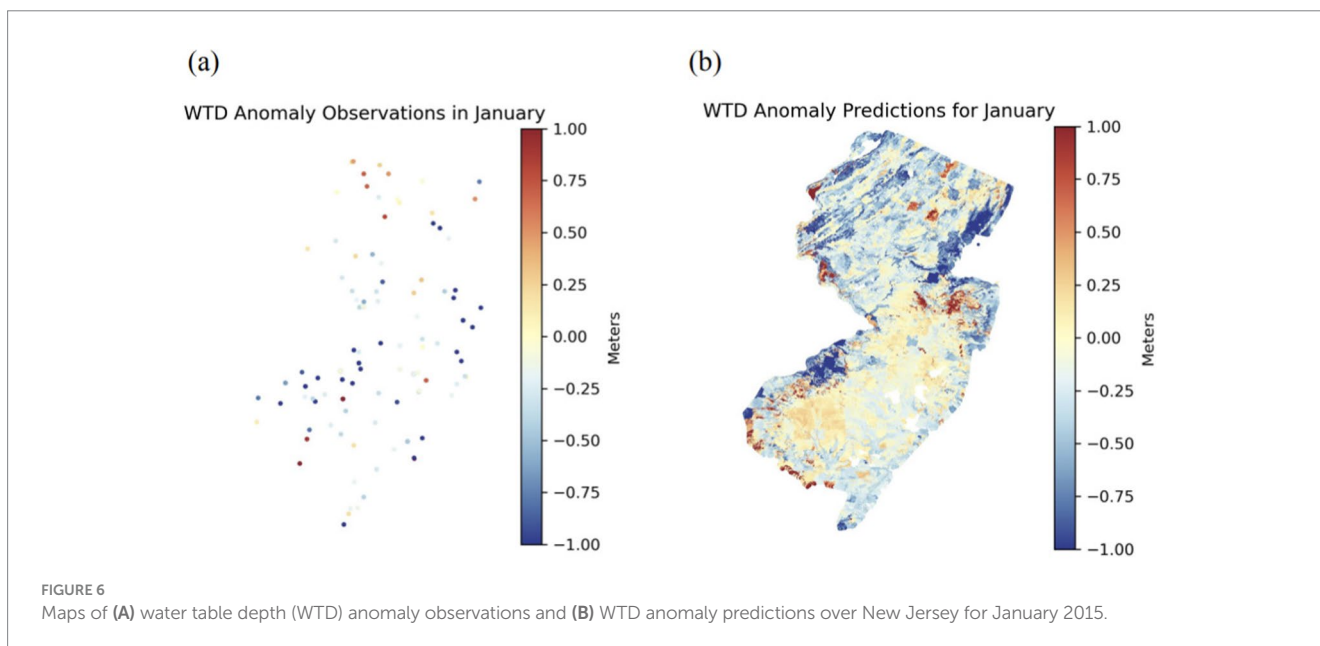 (a)
WTD Anomaly Observations in January
1.00
0.75
0.50
0.25
0.00
−0.25
−0.50
−0.75
−1.00
Meters
(b)
WTD Anomaly Predictions for January
1.00
0.75
0.50
0.25
0.00
−0.25
−0.50
−0.75
−1.00
Meters
FIGURE 6
Maps of (A) water table depth (WTD) anomaly observations and (B) WTD anomaly predictions over New Jersey for January 2015.